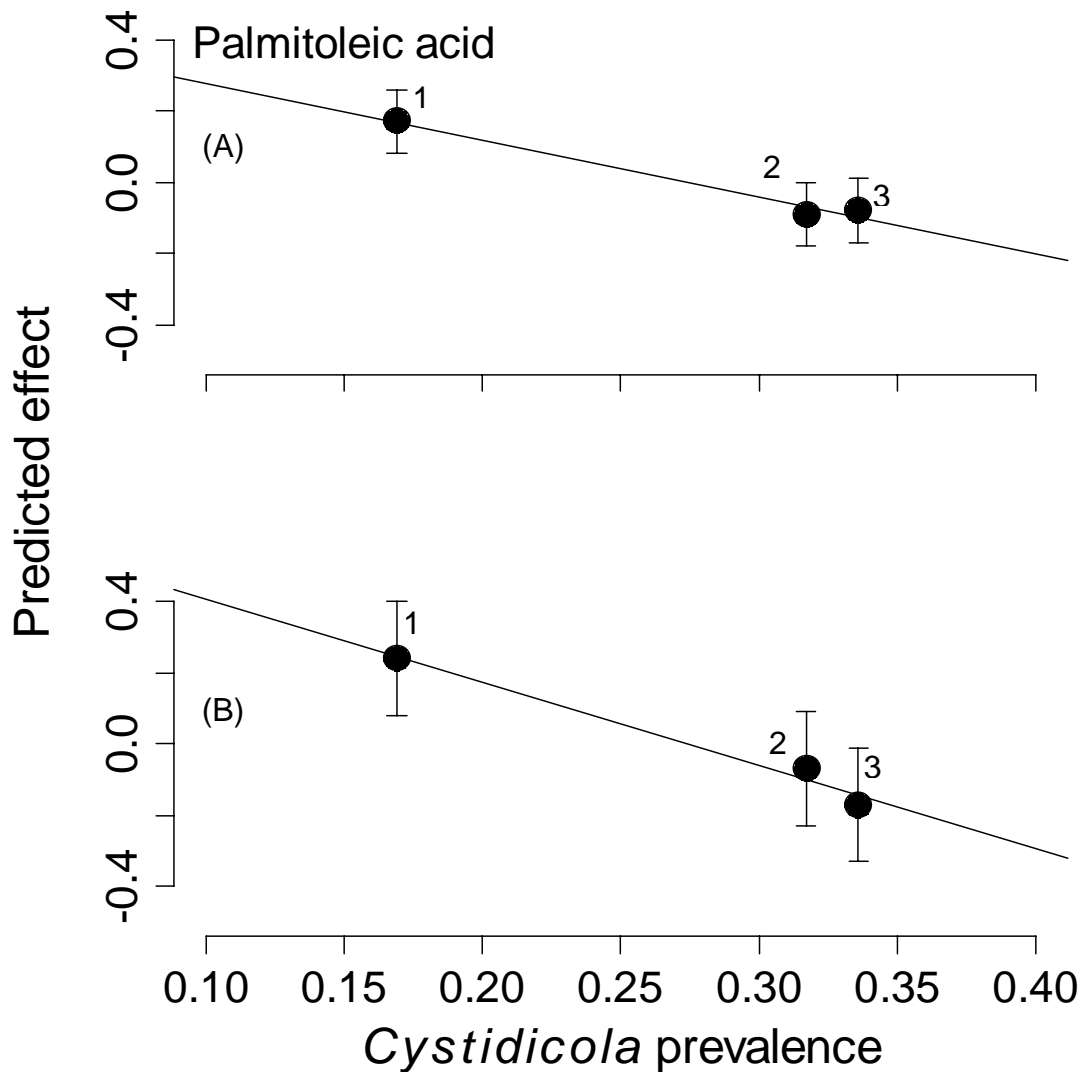 Palmitoleic acid
0.4
0.0
-0.4
(A)
1
2
3
Predicted effect
0.4
0.0
-0.4
(B)
1
2
3
0.10 0.15 0.20 0.25 0.30 0.35 0.40
Cystidicola prevalence